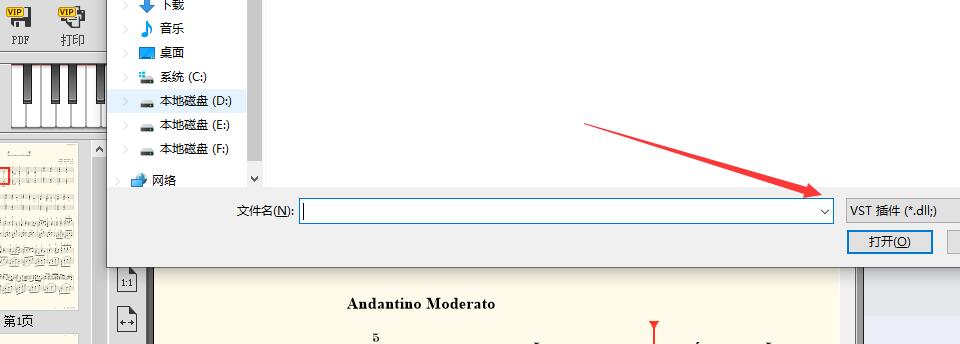 下载
VIP
VIP
PDF
打印
音乐
桌面
系统 (C:)
本地磁盘 (D:)
本地磁盘 (E:)
本地磁盘 (F:)
网络
文件名(N):
VST 插件 (*.dll;)
打开(O)
1:1
Andantino Moderato
第1页
5